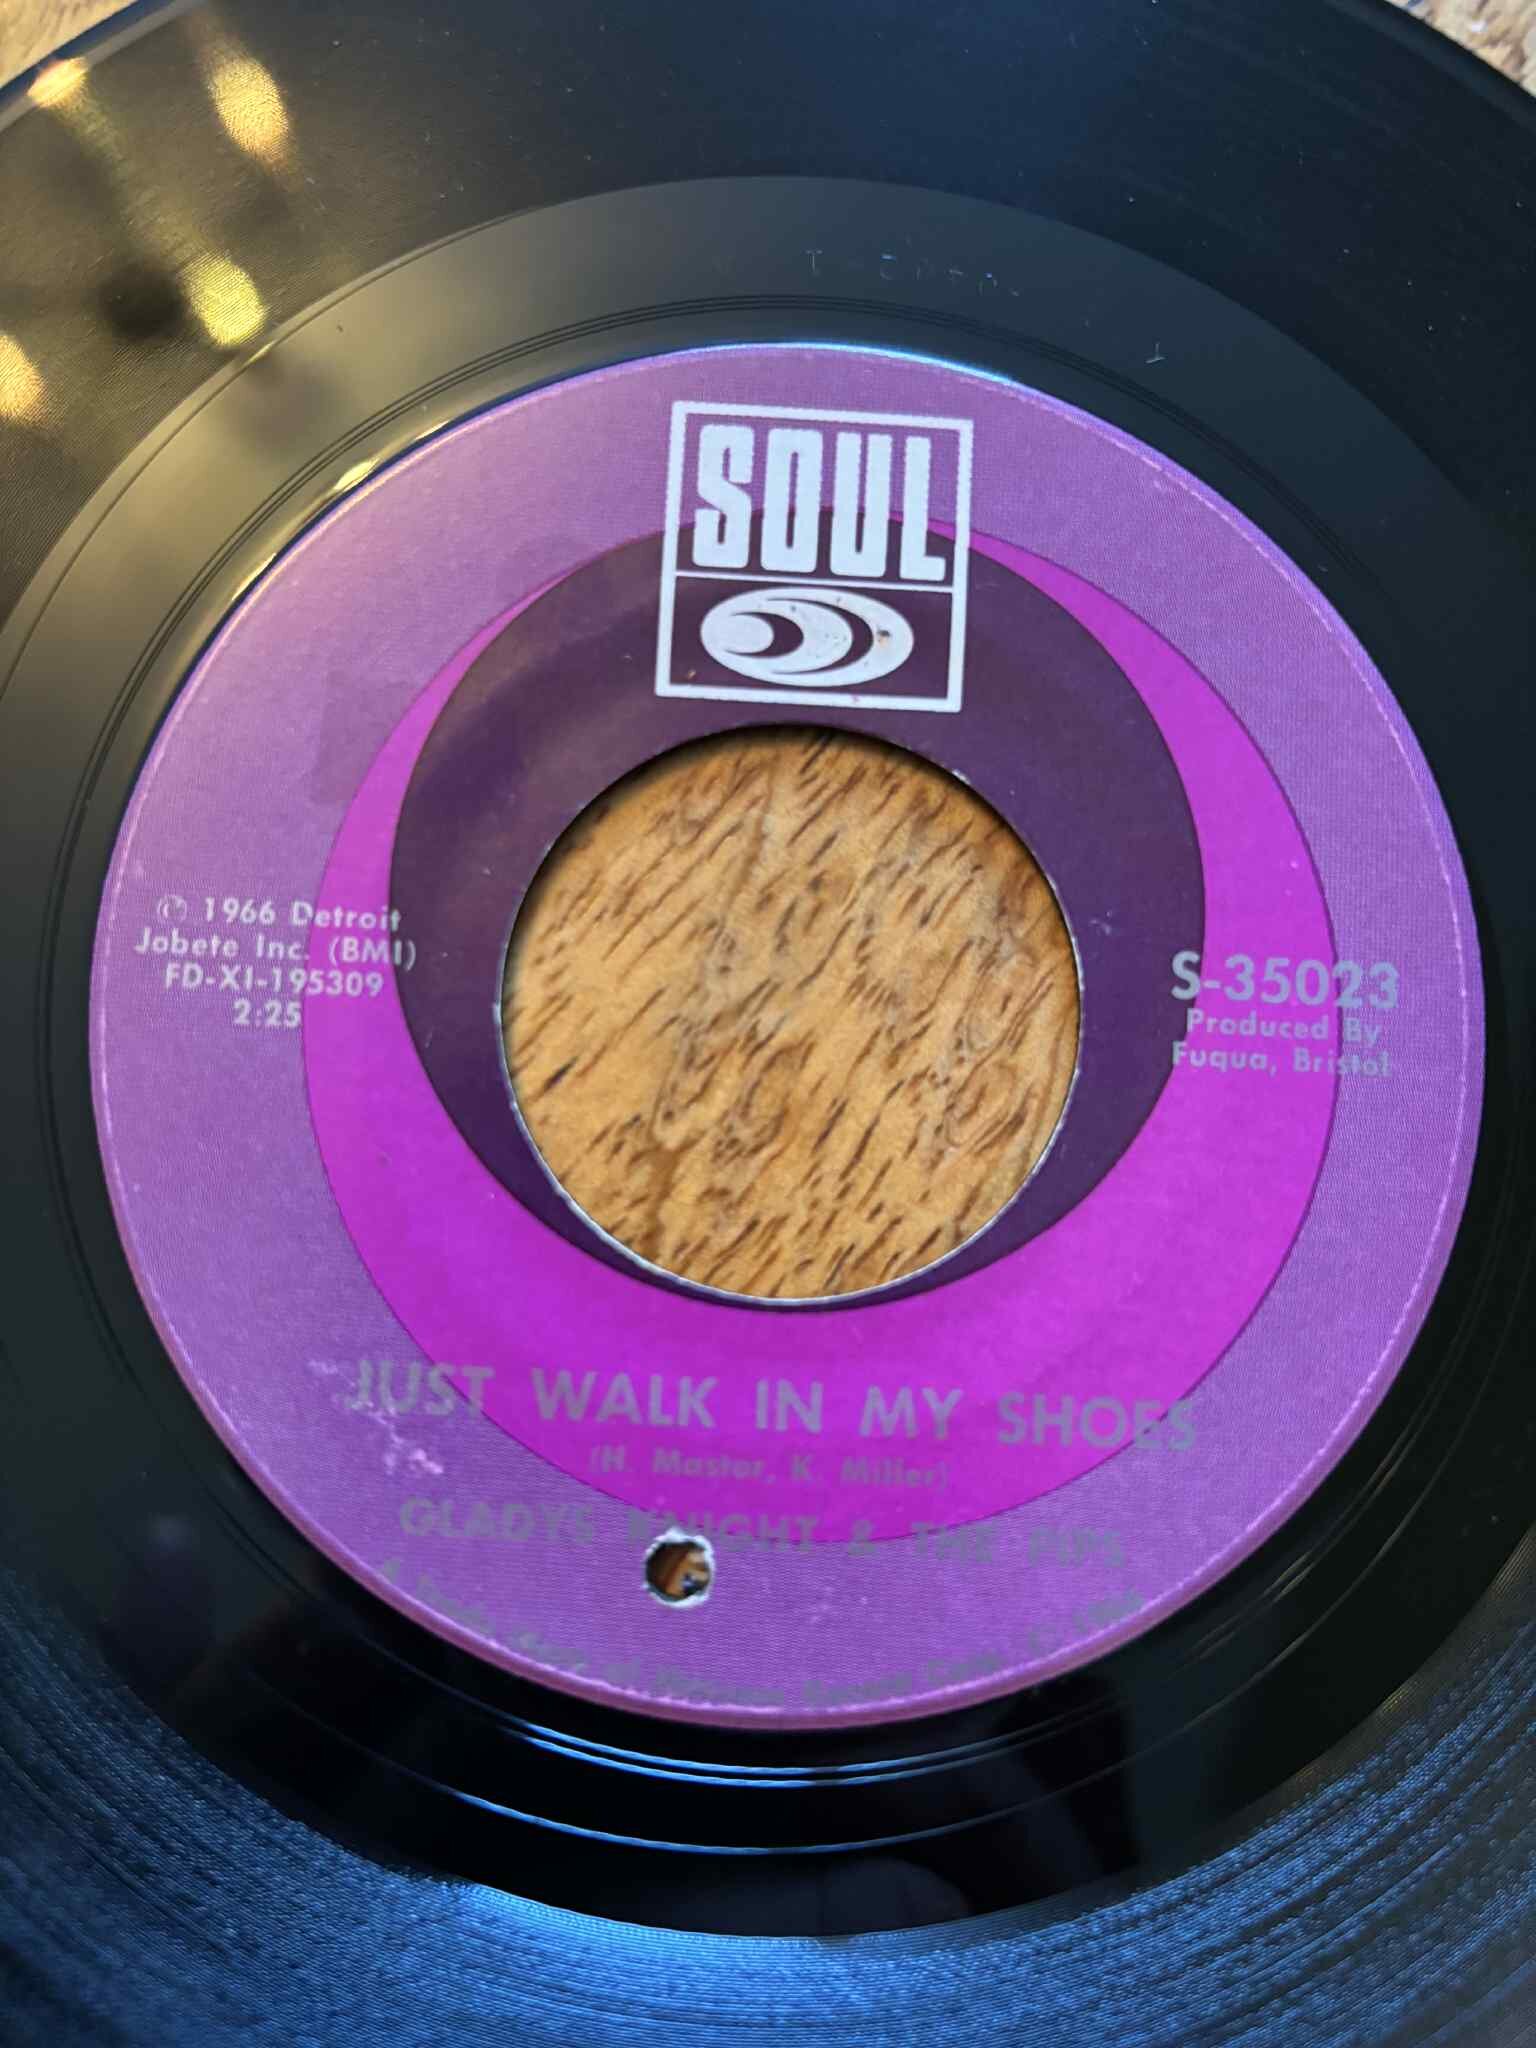 SOUL
© 1966 Detroit
Jobete Inc. (BMI)
FD-XI-195309
2:25
S-35023
Produced By
Fuqua, Bristol
JUST WALK IN MY SHOES
(H. Master, K. Miller)
GLADYS KNIGHT & THE PIPS